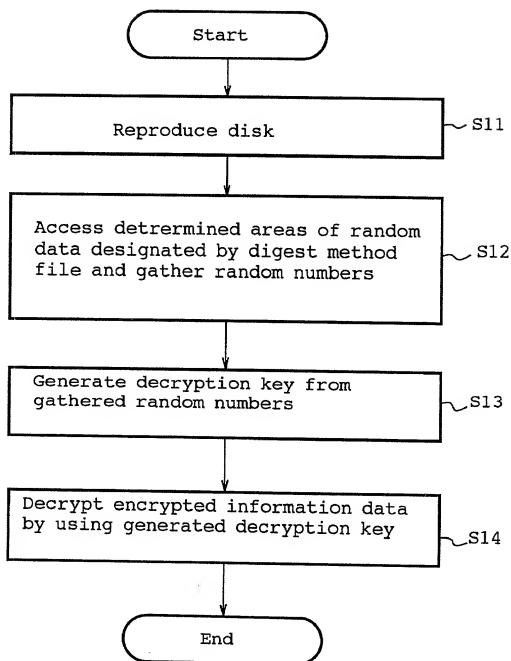 Start
Reproduce disk
S11
Access detrermined areas of random
data designated by digest method
file and gather random numbers
S12
Generate decryption key from
gathered random numbers
S13
Decrypt encrypted information data
by using generated decryption key
S14
End